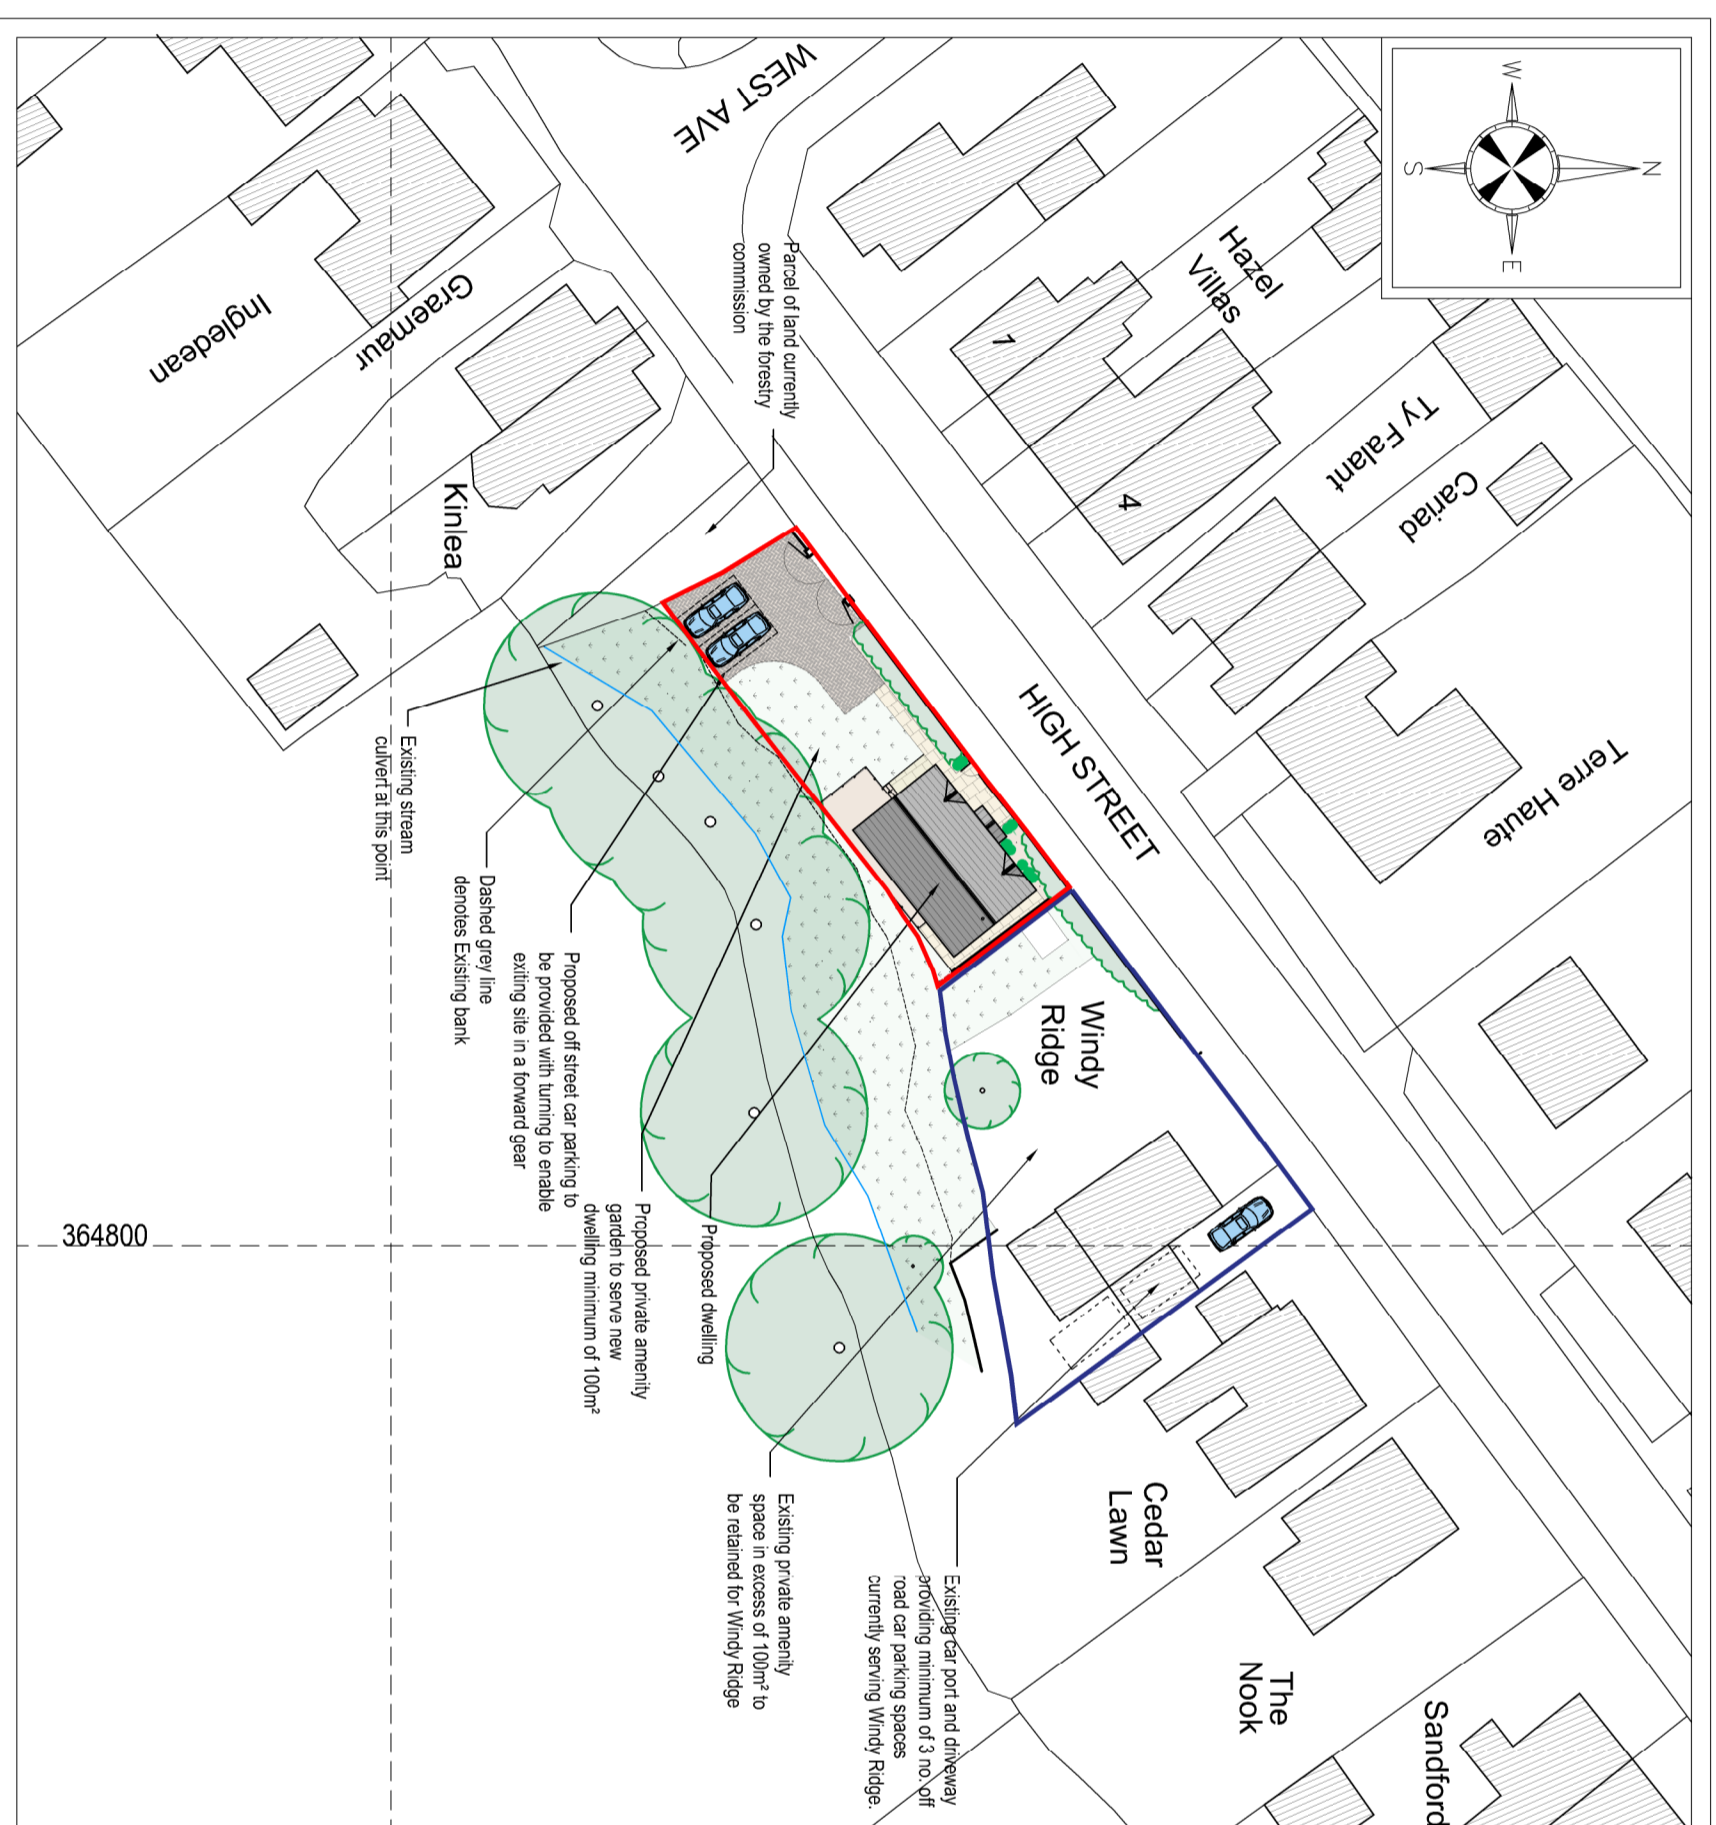 W
N
S
E
WEST AVE
Hazel
Villas
7
4
Ty Falant
Cariad
Terre Haute
HIGH STREET
Ingledean
Graemaur
Kinlea
Parcel of land currently
owned by the forestry
commission
Existing stream
culvert at this point
Dashed grey line
denotes Existing bank
Proposed off street car parking to
be provided with turning to enable
exiting site in a forward gear
Proposed private amenity
garden to serve new
dwelling minimum of 100m²
Proposed dwelling
Windy
Ridge
Existing private amenity
space in excess of 100m² to
be retained for Windy Ridge
Existing car port and driveway
providing minimum of 3 no. off
road car parking spaces
currently serving Windy Ridge.
Cedar
Lawn
The
Nook
Sandford
364800